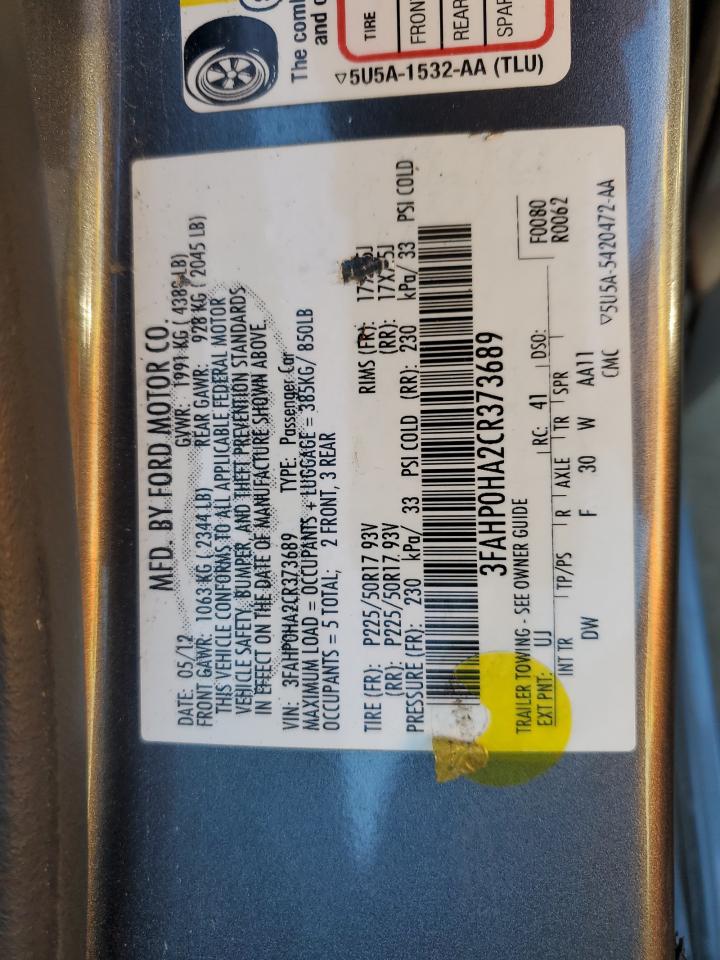 The comb
and o
TIRE
FRON
REAR
SPAR
▽5U5A-1532-AA (TLU)
MFD. BY FORD MOTOR CO.
DATE: 05/12 GVWR: 1991 KG ( 4389 LB)
FRONT GAWR: 1063 KG ( 2344 LB) REAR GAWR: 928 KG ( 2045 LB)
THIS VEHICLE CONFORMS TO ALL APPLICABLE FEDERAL MOTOR
VEHICLE SAFETY, BUMPER, AND THEFT PREVENTION STANDARDS
IN EFFECT ON THE DATE OF MANUFACTURE SHOWN ABOVE.
VIN: 3FAHP0HA2CR373689 TYPE: Passenger Car
MAXIMUM LOAD = OCCUPANTS + LUGGAGE = 385KG/ 850LB
OCCUPANTS = 5 TOTAL; 2 FRONT, 3 REAR
TIRE (FR): P225/50R17 93V RIMS (FR):
(RR): P225/50R17 93V (RR):
PRESSURE (FR): 230 kPa/ 33 PSI COLD (RR): 230 kPa/ 33 PSI COLD
3FAHP0HA2CR373689
TRAILER TOWING - SEE OWNER GUIDE
EXT PNT: UJ RC: 41 DSO: F0080
R0062
INT TR TP/PS R AXLE TR SPR
DW F 30 W AA11
CMC ▽5U5A-5420472-AA